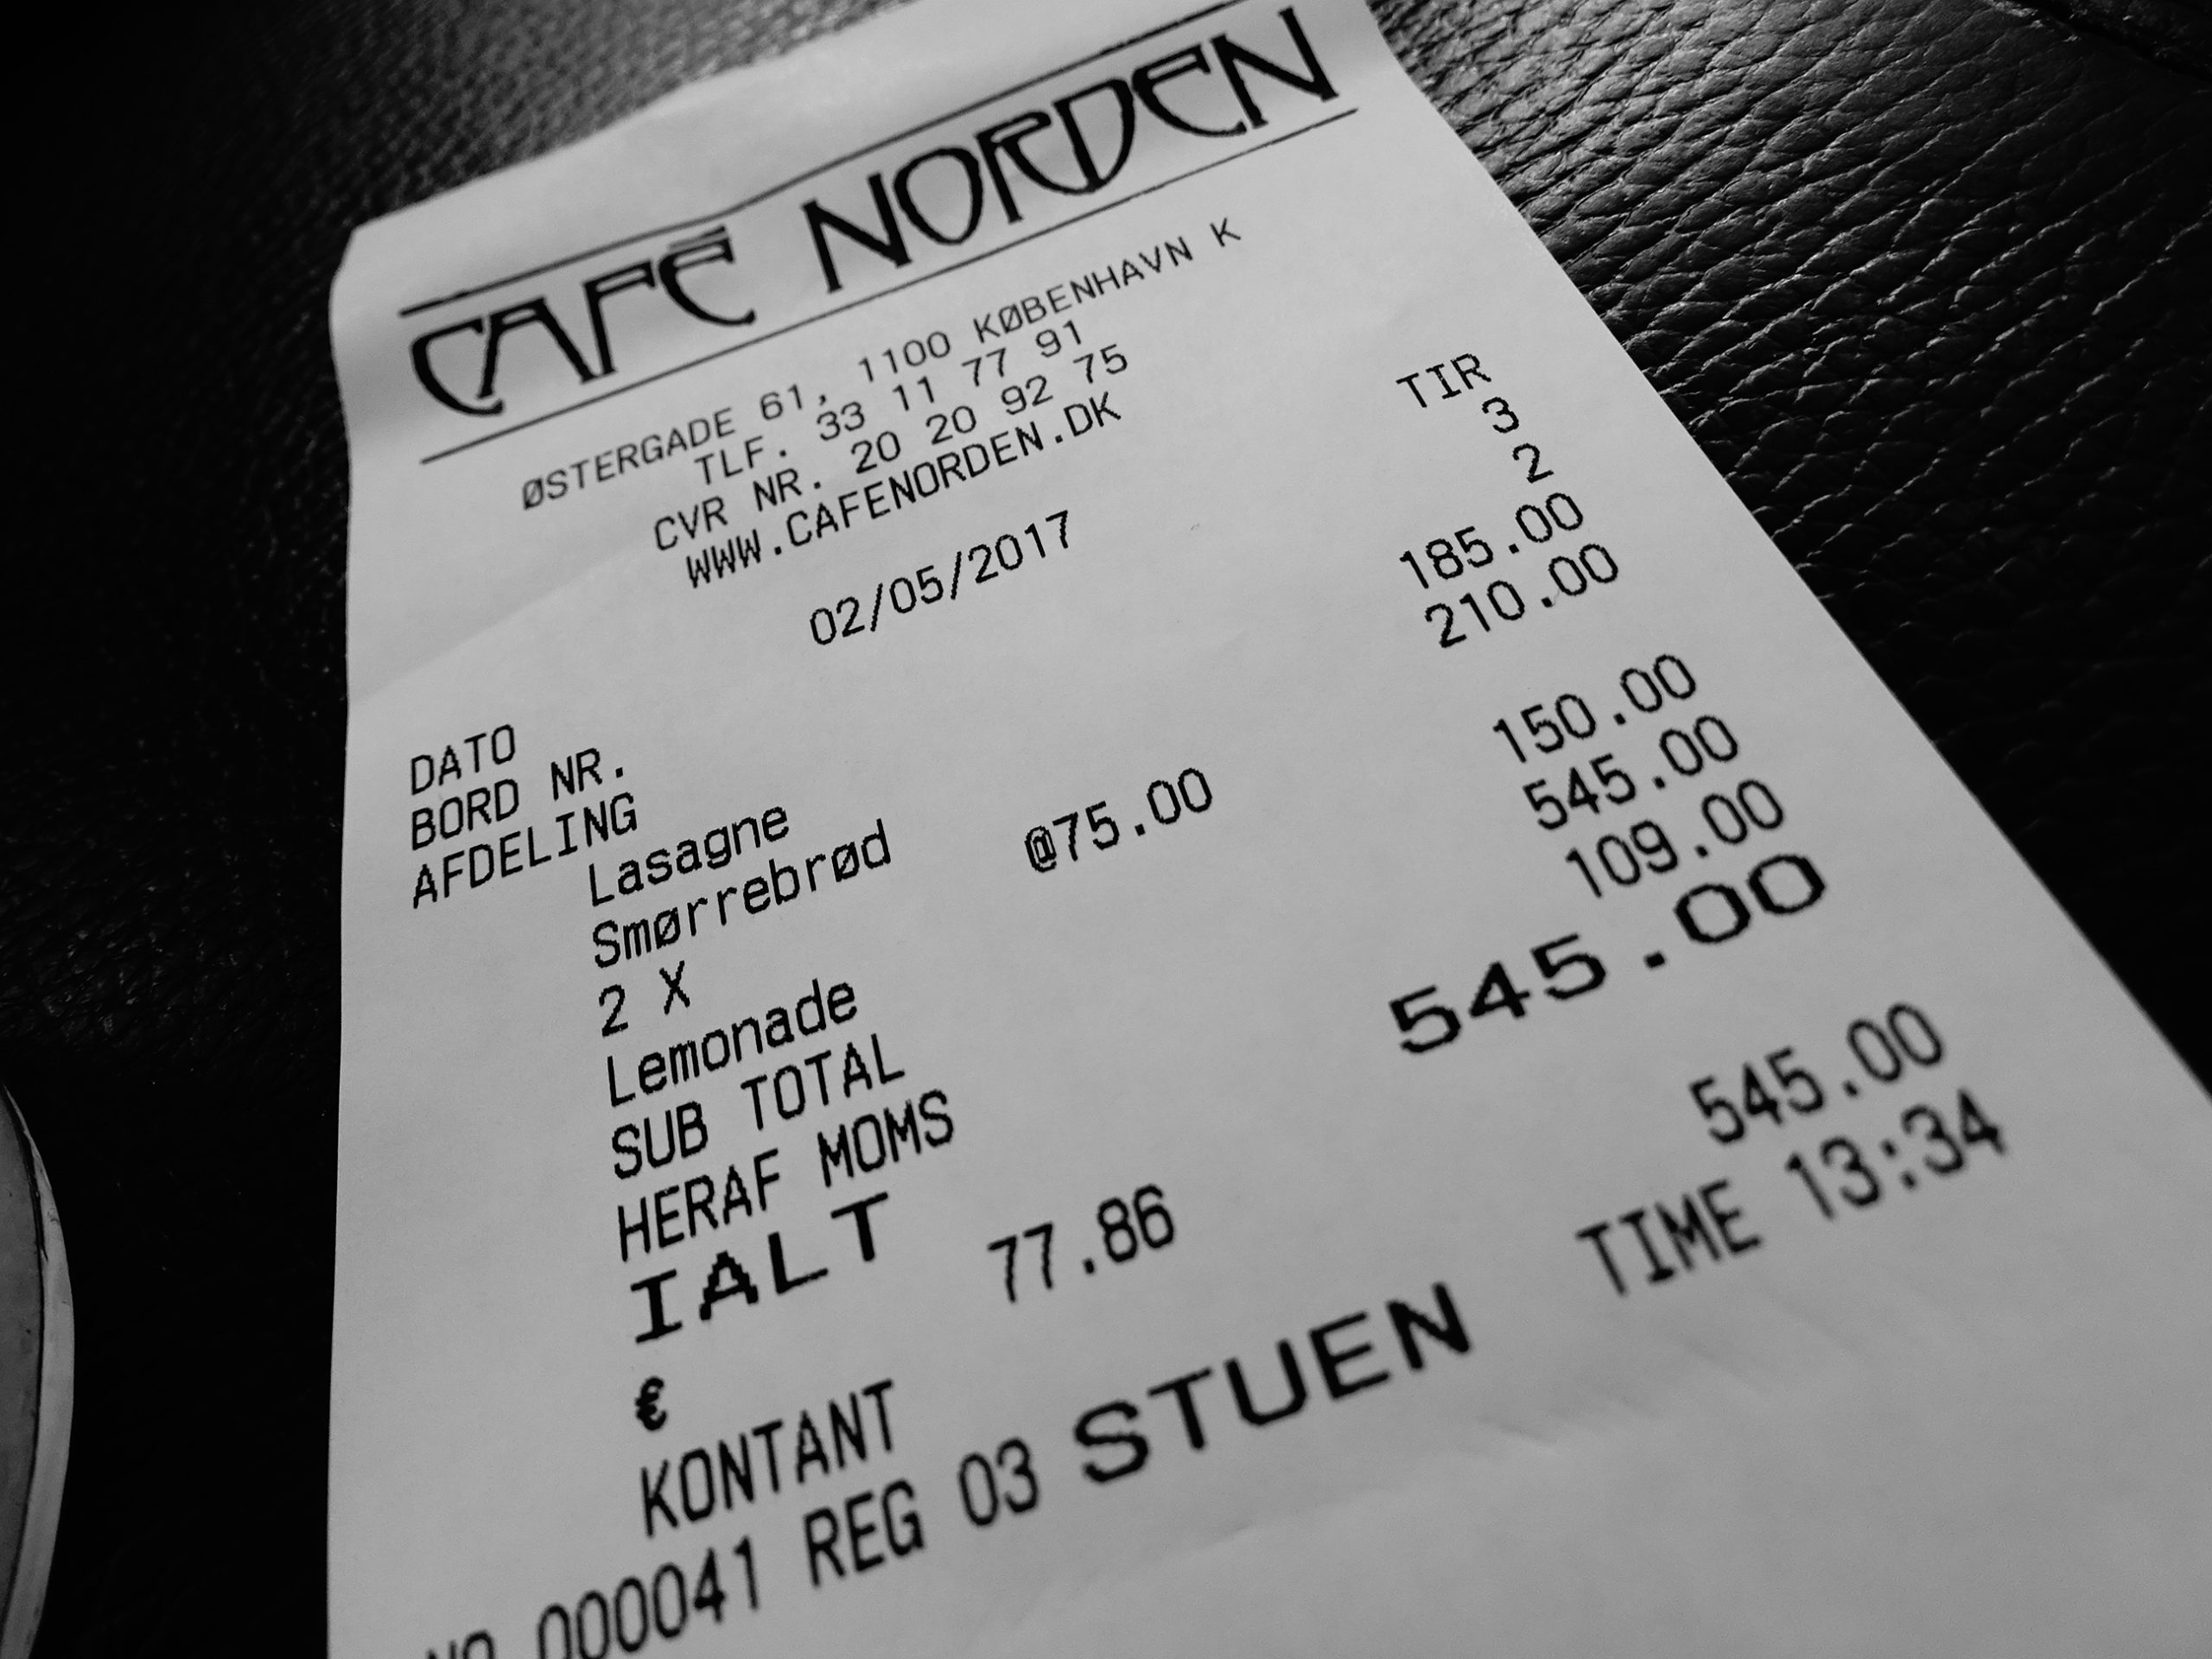 CAFÉ NORDEN
ØSTERGADE 61, 1100 KØBENHAVN K
TLF. 33 11 77 91
CVR NR. 20 20 92 75
WWW.CAFENORDEN.DK
DATO 02/05/2017 TIR
BORD NR. 3
AFDELING 2
Lasagne 185.00
Smørrebrød 210.00
2 X @75.00
Lemonade 150.00
SUB TOTAL 545.00
HERAF MOMS 109.00
IALT 545.00
€ 77.86
KONTANT 545.00
NO 000041 REG 03 STUEN TIME 13:34